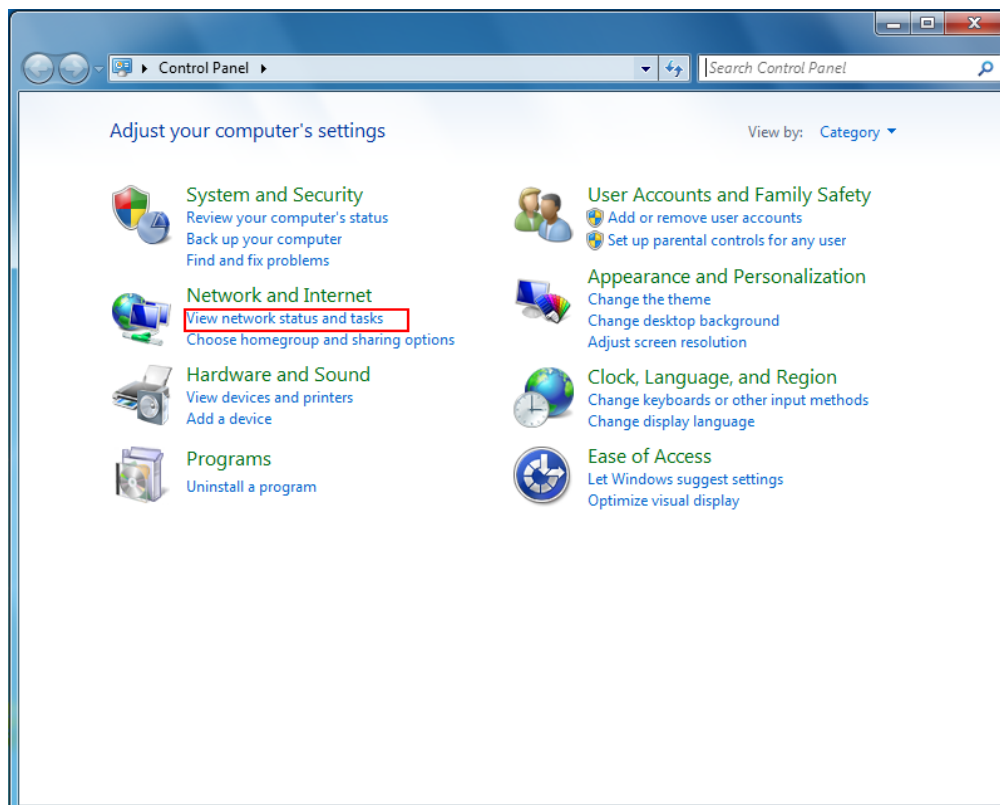 Control Panel
Search Control Panel
Adjust your computer's settings
View by: Category
System and Security
Review your computer's status
Back up your computer
Find and fix problems
Network and Internet
View network status and tasks
Choose homegroup and sharing options
Hardware and Sound
View devices and printers
Add a device
Programs
Uninstall a program
User Accounts and Family Safety
Add or remove user accounts
Set up parental controls for any user
Appearance and Personalization
Change the theme
Change desktop background
Adjust screen resolution
Clock, Language, and Region
Change keyboards or other input methods
Change display language
Ease of Access
Let Windows suggest settings
Optimize visual display